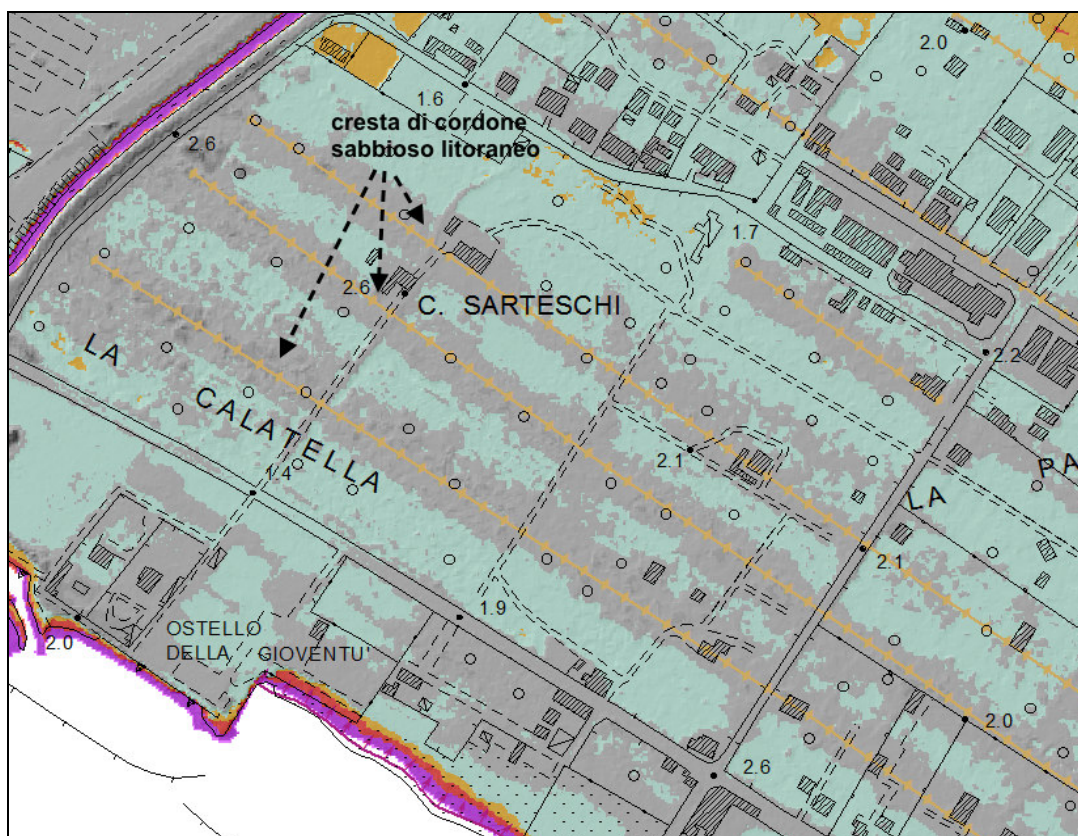 2.0
1.6
cresta di cordone
sabbioso litoraneo
2.6
1.7
2.6
C. SARTESCHI
2.2
LA
CALATELLA
2.1
LA PA
1.4
2.1
1.9
2.0
OSTELLO
DELLA GIOVENTU'
2.0
2.6